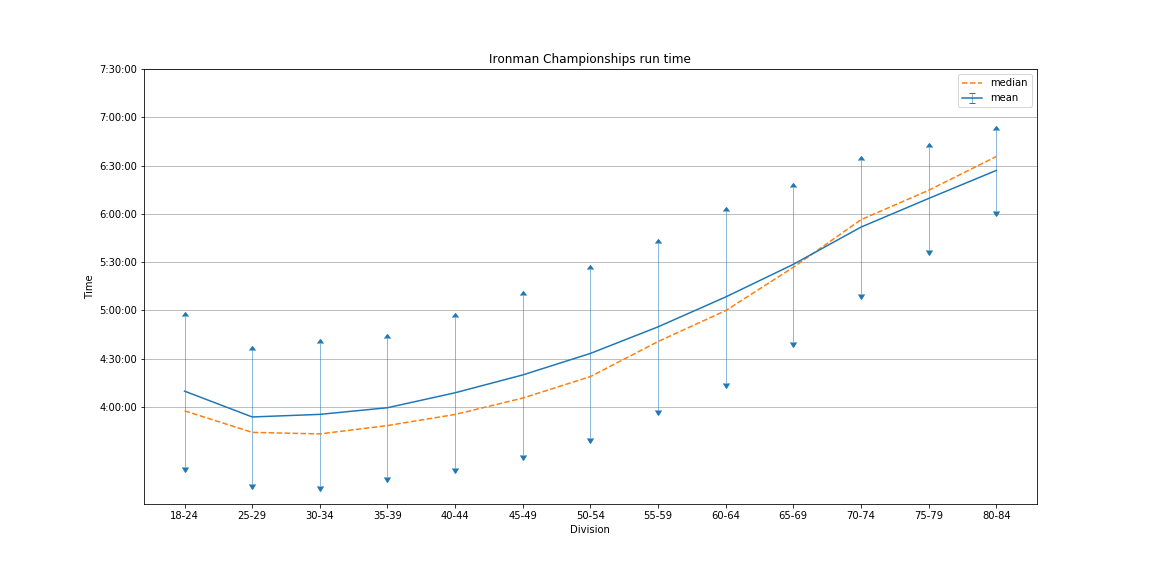 Ironman Championships run time
7:30:00
7:00:00
6:30:00
6:00:00
5:30:00
5:00:00
4:30:00
4:00:00
Time
median
mean
18-24 25-29 30-34 35-39 40-44 45-49 50-54 55-59 60-64 65-69 70-74 75-79 80-84
Division